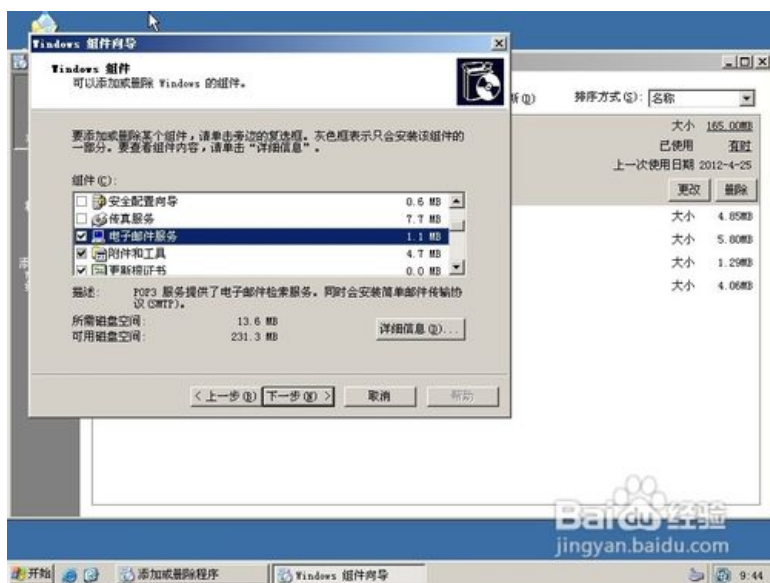 Windows 组件向导
Windows 组件
可以添加或删除 Windows 的组件。
要添加或删除某个组件，请单击旁边的复选框。灰色框表示只会安装该组件的
一部分。要查看组件内容，请单击“详细信息”。
组件(C):
安全配置向导 0.6 MB
传真服务 7.7 MB
电子邮件服务 1.1 MB
附件和工具 4.7 MB
更新根证书 0.0 MB
描述: POP3 服务提供了电子邮件检索服务。同时会安装简单邮件传输协
议(SMTP)。
所需磁盘空间: 13.6 MB
可用磁盘空间: 231.3 MB
详细信息(D)...
< 上一步(B) 下一步(N) > 取消 帮助
新(Q) 排序方式(S): 名称
大小 165.00MB
已使用 有时
上一次使用日期 2012-4-25
更改 删除
大小 4.85MB
大小 5.80MB
大小 1.29MB
大小 4.06MB
Baidu 经验
jingyan.baidu.com
开始 添加或删除程序 Windows 组件向导 9:44